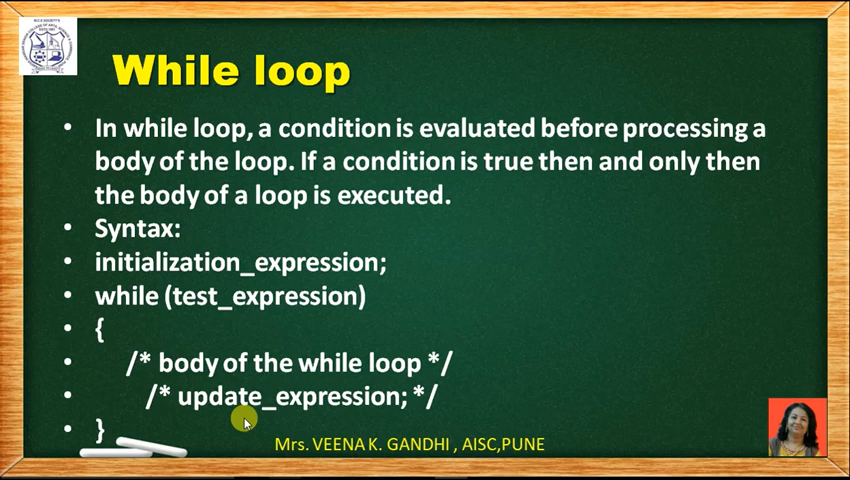 While loop
• In while loop, a condition is evaluated before processing a
body of the loop. If a condition is true then and only then
the body of a loop is executed.
• Syntax:
• initialization_expression;
• while (test_expression)
• {
• /* body of the while loop */
• /* update_expression; */
• }
Mrs. VEENA K. GANDHI , AISC,PUNE